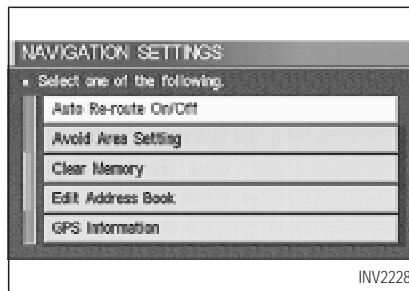 NAVIGATION SETTINGS
Select one of the following.
Auto Re-route On/Off
Avoid Area Setting
Clear Memory
Edit Address Book
GPS Information
INV2228